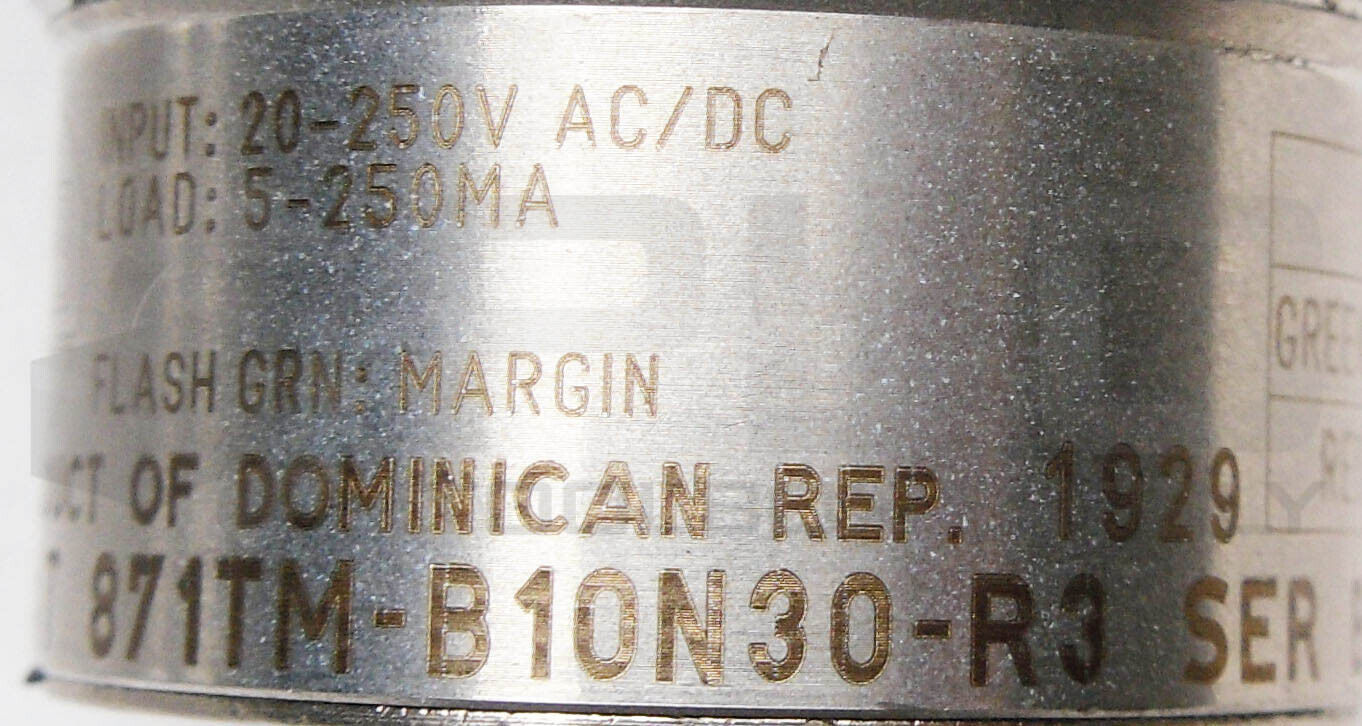 INPUT: 20-250V AC/DC
LOAD: 5-250MA
FLASH GRN: MARGIN
OF DOMINICAN REP. 1929
871TM-B10N30-R3 SER